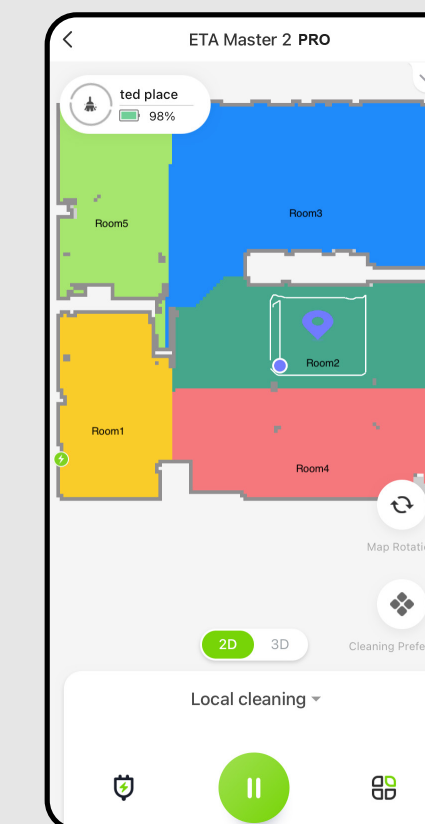 ETA Master 2 PRO
ted place
98%
Room3
Room5
Room2
Room1
Room4
Map Rotati
2D 3D
Cleaning Prefe
Local cleaning